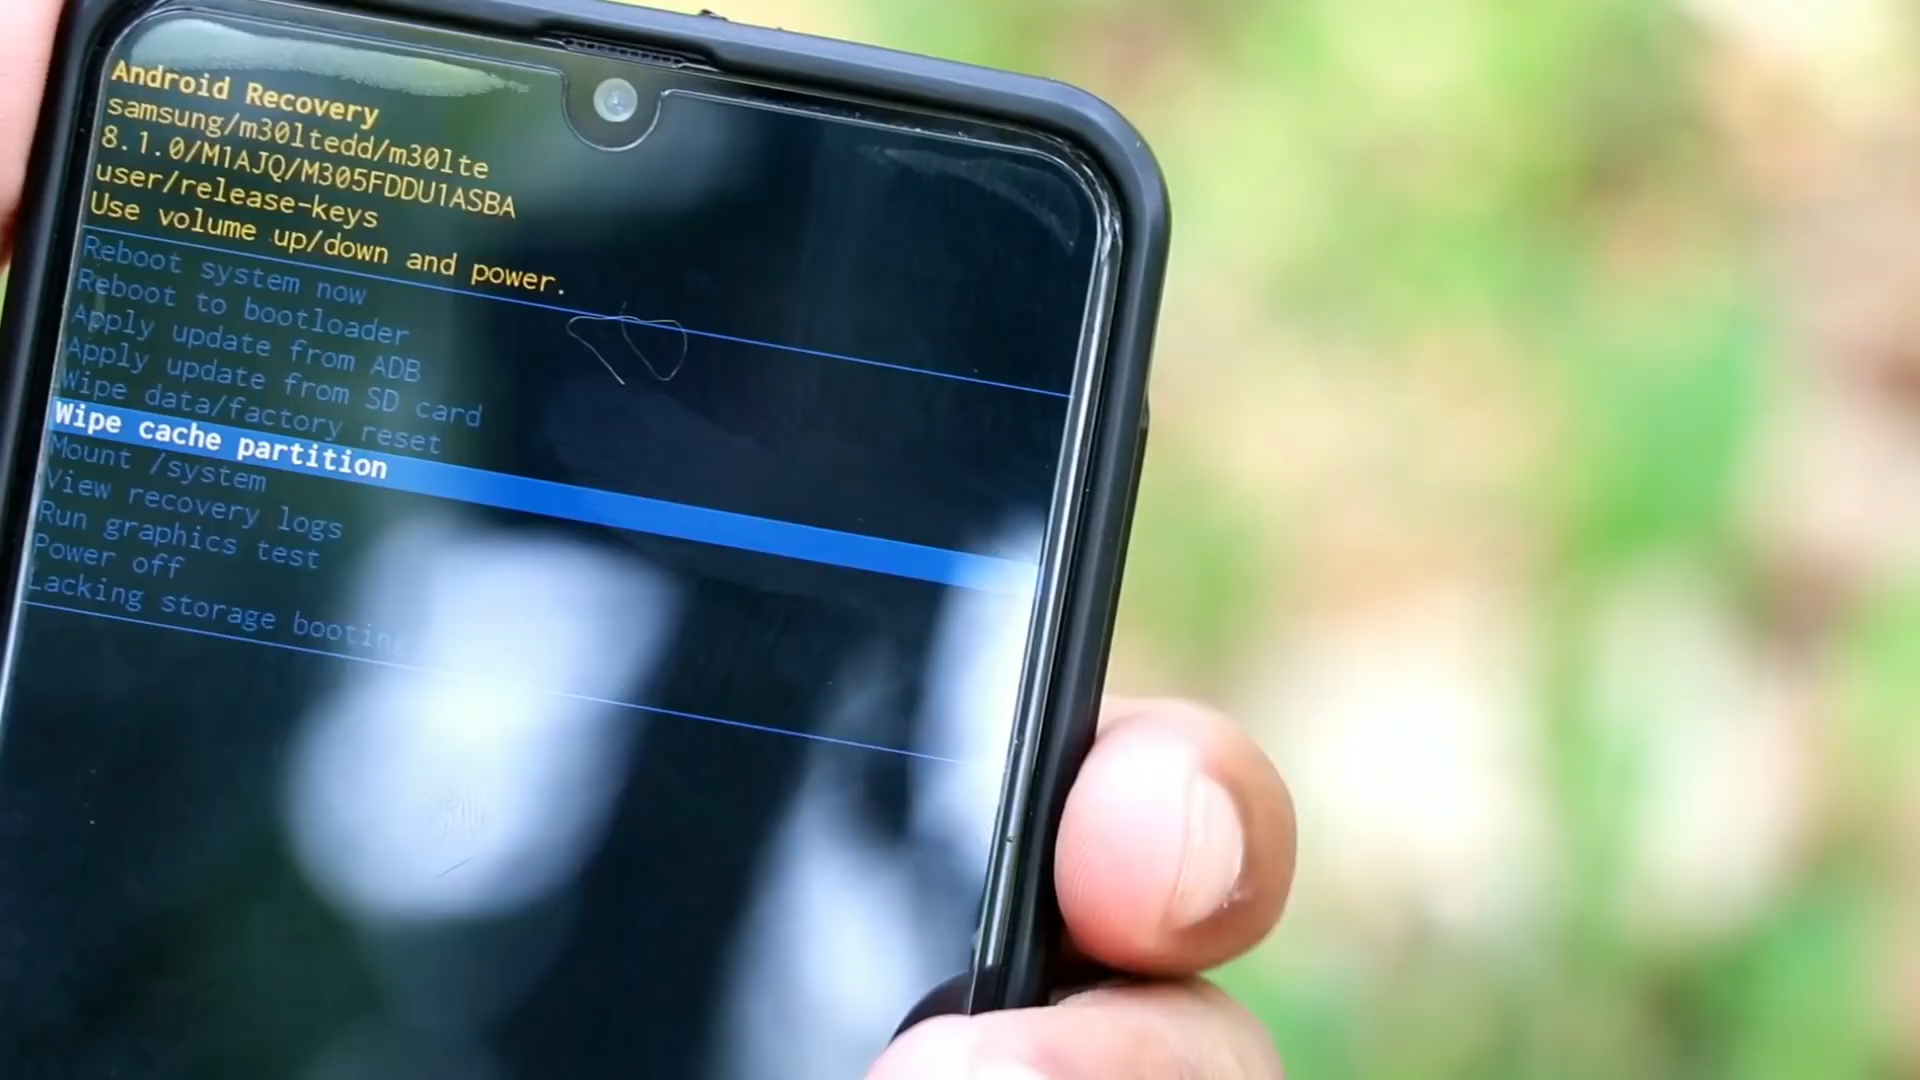 Android Recovery
samsung/m30ltedd/m30lte
8.1.0/M1AJQ/M305FDDU1ASBA
user/release-keys
Use volume up/down and power.
Reboot system now
Reboot to bootloader
Apply update from ADB
Apply update from SD card
Wipe data/factory reset
Wipe cache partition
Mount /system
View recovery logs
Run graphics test
Power off
Lacking storage booting